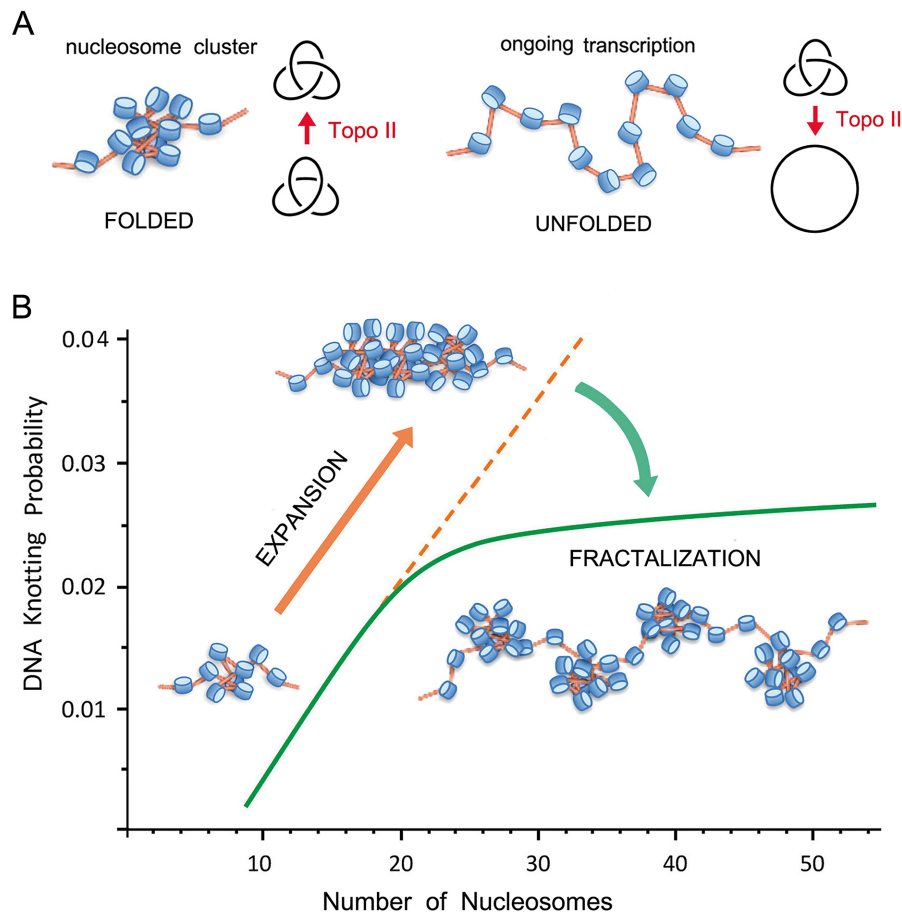 A
nucleosome cluster
Topo II
FOLDED
ongoing transcription
Topo II
UNFOLDED
B
DNA Knotting Probability
0.04
0.03
0.02
0.01
EXPANSION
FRACTALIZATION
10 20 30 40 50
Number of Nucleosomes